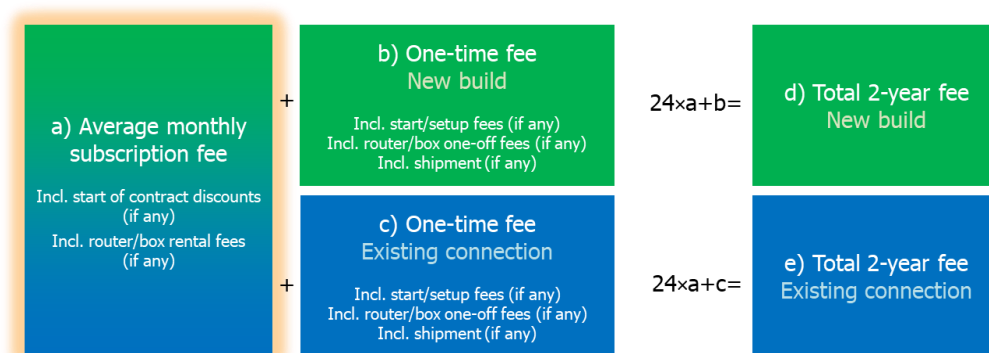 a) Average monthly
subscription fee
Incl. start of contract discounts
(if any)
Incl. router/box rental fees
(if any)
+
b) One-time fee
New build
Incl. start/setup fees (if any)
Incl. router/box one-off fees (if any)
Incl. shipment (if any)
24×a+b=
d) Total 2-year fee
New build
+
c) One-time fee
Existing connection
Incl. start/setup fees (if any)
Incl. router/box one-off fees (if any)
Incl. shipment (if any)
24×a+c=
e) Total 2-year fee
Existing connection